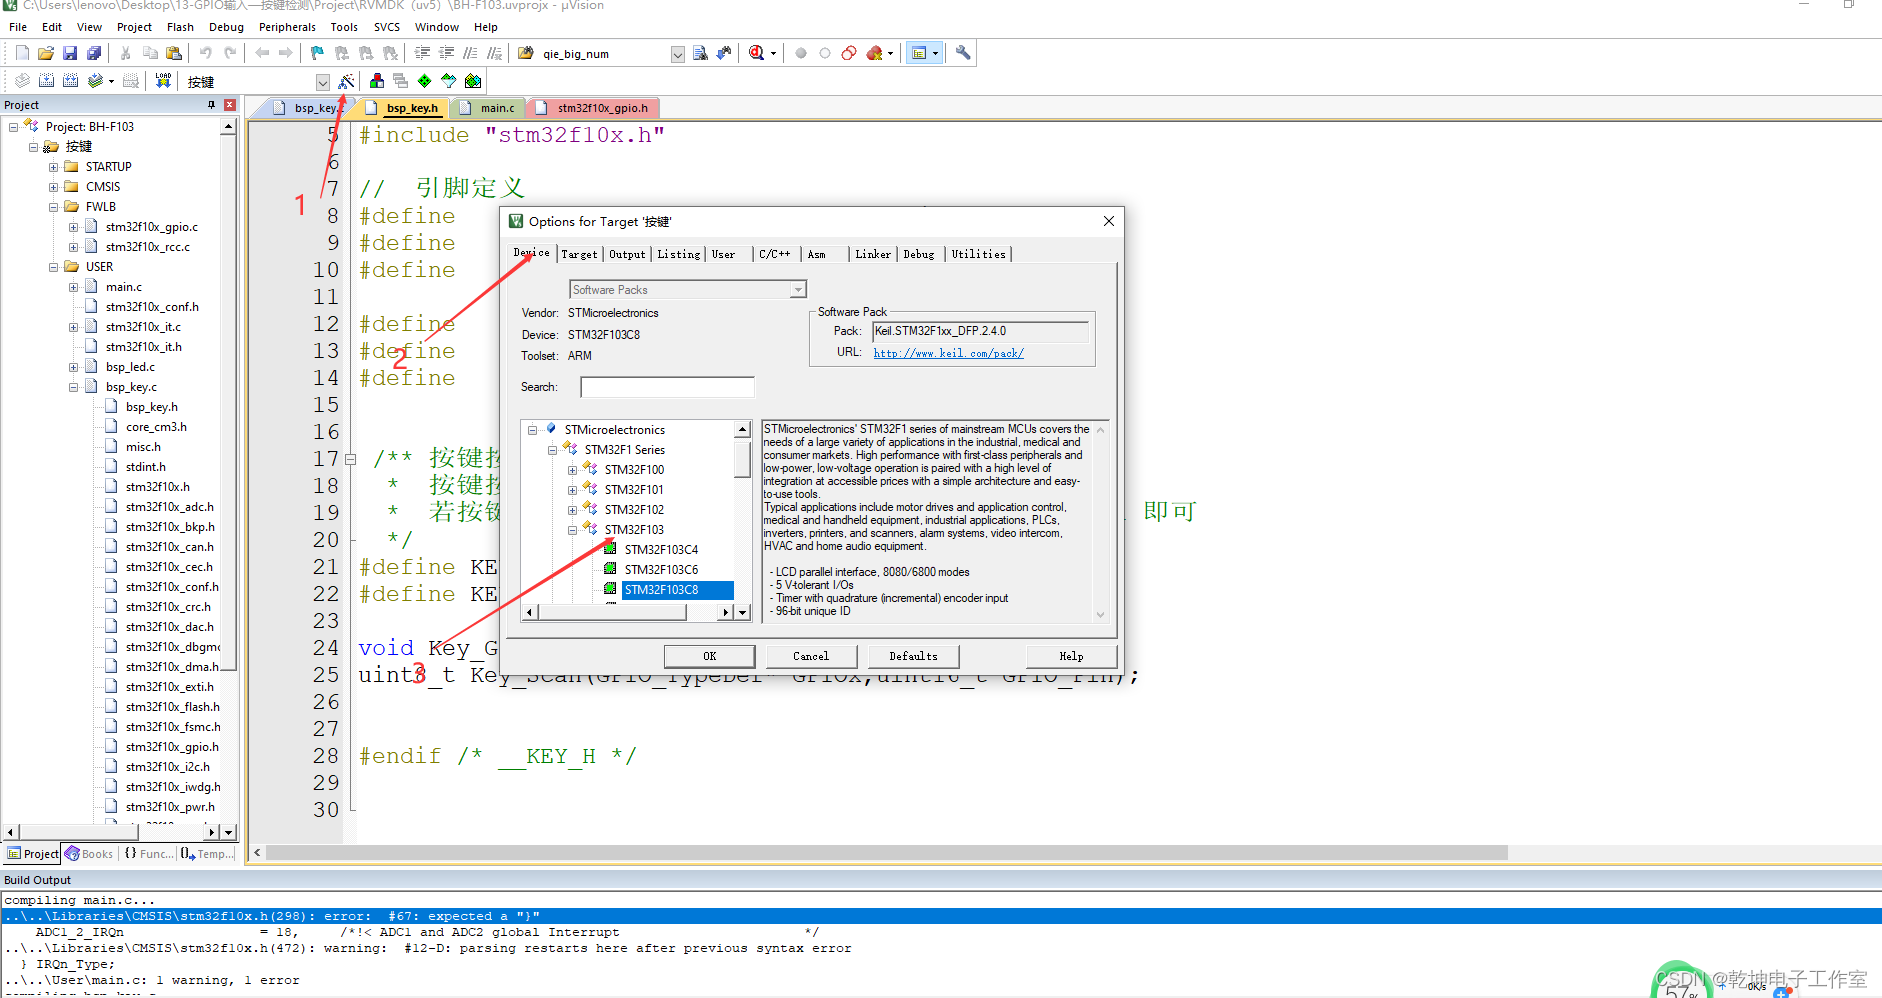 C:\Users\lenovo\Desktop\13-GPIO输入—按键检测\Project\RVMDK（uv5）\BH-F103.uvprojx - µVision
File Edit View Project Flash Debug Peripherals Tools SVCS Window Help
qie_big_num
LOAD 按键
Project
bsp_key.c bsp_key.h main.c stm32f10x_gpio.h
Project: BH-F103
按键
STARTUP
CMSIS
FWLB
stm32f10x_gpio.c
stm32f10x_rcc.c
USER
main.c
stm32f10x_conf.h
stm32f10x_it.c
stm32f10x_it.h
bsp_led.c
bsp_key.c
bsp_key.h
core_cm3.h
misc.h
stdint.h
stm32f10x.h
stm32f10x_adc.h
stm32f10x_bkp.h
stm32f10x_can.h
stm32f10x_cec.h
stm32f10x_conf.h
stm32f10x_crc.h
stm32f10x_dac.h
stm32f10x_dbgmc
stm32f10x_dma.h
stm32f10x_exti.h
stm32f10x_flash.h
stm32f10x_fsmc.h
stm32f10x_gpio.h
stm32f10x_i2c.h
stm32f10x_iwdg.h
stm32f10x_pwr.h
Project Books {} Func... Temp...
5 #include "stm32f10x.h"
6
7 // 引脚定义
8 #define
9 #define
10 #define
11
12 #define
13 #define
14 #define
15
16
17 /** 按键按
18 * 按键按
19 * 若按键 即可
20 */
21 #define KE
22 #define KE
23
24 void Key_G
25 uint8_t Key_Scan(GPIO_TypeDef* GPIOx,uint16_t GPIO_Pin);
26
27
28 #endif /* __KEY_H */
29
30
1
2
3
Options for Target '按键'
Device Target Output Listing User C/C++ Asm Linker Debug Utilities
Software Packs
Vendor: STMicroelectronics
Device: STM32F103C8
Toolset: ARM
Search:
Software Pack
Pack: Keil.STM32F1xx_DFP.2.4.0
URL: http://www.keil.com/pack/
STMicroelectronics
STM32F1 Series
STM32F100
STM32F101
STM32F102
STM32F103
STM32F103C4
STM32F103C6
STM32F103C8
STMicroelectronics' STM32F1 series of mainstream MCUs covers the
needs of a large variety of applications in the industrial, medical and
consumer markets. High performance with first-class peripherals and
low-power, low-voltage operation is paired with a high level of
integration at accessible prices with a simple architecture and easy-
to-use tools.
Typical applications include motor drives and application control,
medical and handheld equipment, industrial applications, PLCs,
inverters, printers, and scanners, alarm systems, video intercom,
HVAC and home audio equipment.
- LCD parallel interface, 8080/6800 modes
- 5 V-tolerant I/Os
- Timer with quadrature (incremental) encoder input
- 96-bit unique ID
OK Cancel Defaults Help
Build Output
compiling main.c...
..\..\Libraries\CMSIS\stm32f10x.h(298): error: #67: expected a "}"
ADC1_2_IRQn = 18, /*!< ADC1 and ADC2 global Interrupt */
..\..\Libraries\CMSIS\stm32f10x.h(472): warning: #12-D: parsing restarts here after previous syntax error
} IRQn_Type;
..\..\User\main.c: 1 warning, 1 error
compiling bsp_key.c
57%
0K/s
CSDN @乾坤电子工作室